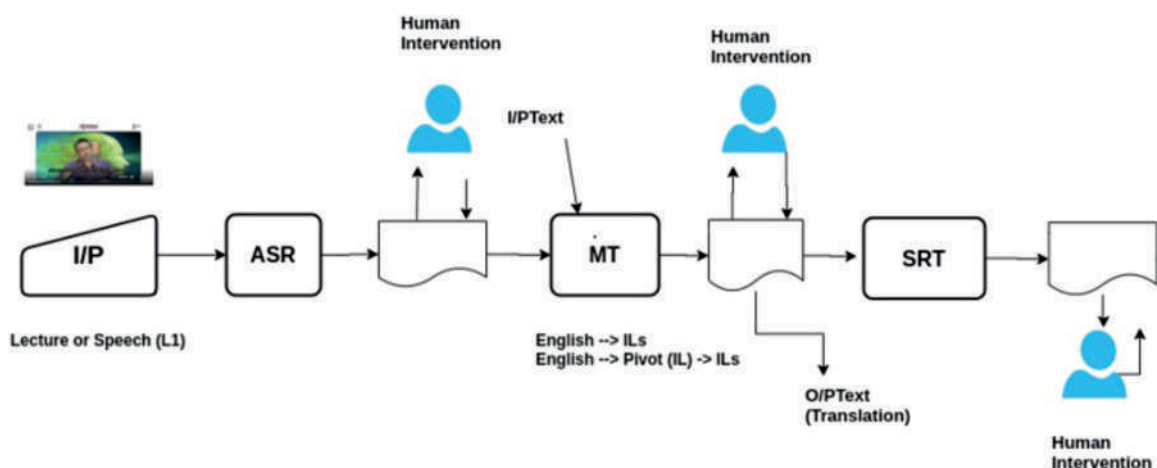 Human
Intervention
Human
Intervention
I/PText
I/P
ASR
MT
SRT
Lecture or Speech (L1)
English --> ILs
English --> Pivot (IL) -> ILs
O/PText
(Translation)
Human
Intervention